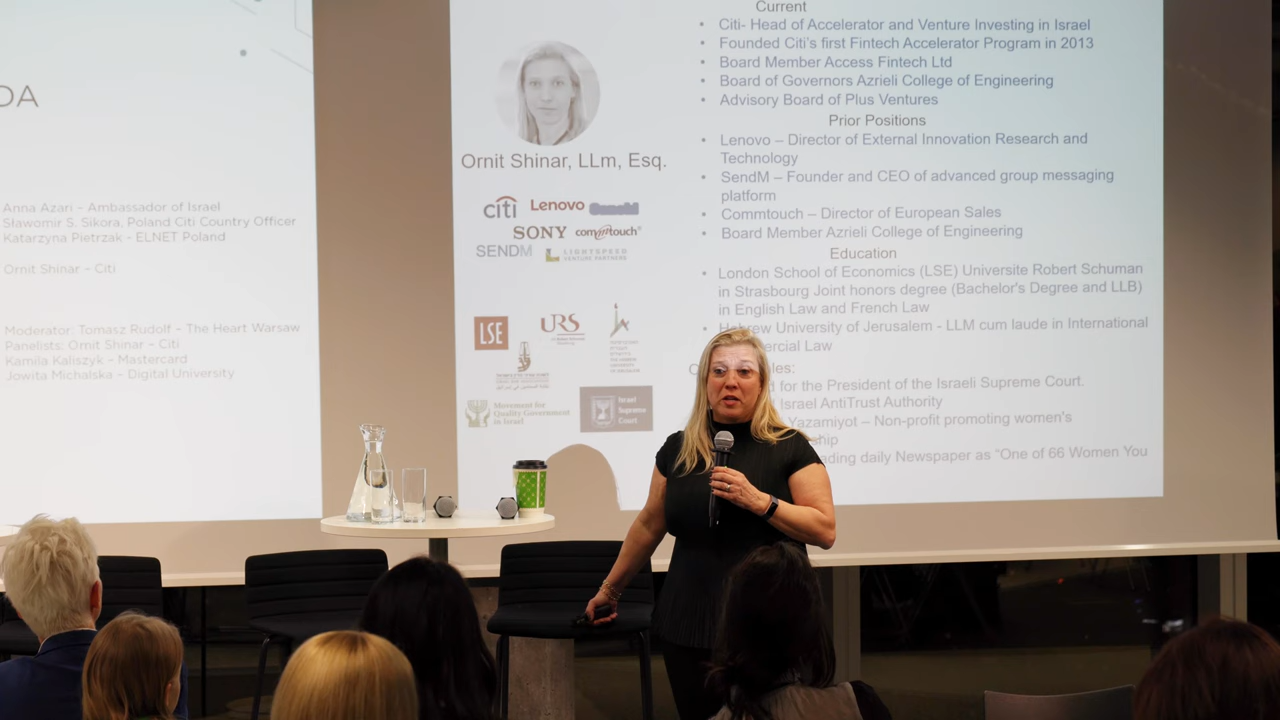 DA
Anna Azari – Ambassador of Israel
Sławomir S. Sikora, Poland Citi Country Officer
Katarzyna Pietrzak - ELNET Poland
Ornit Shinar – Citi
Moderator: Tomasz Rudolf – The Heart Warsaw
Panelists: Ornit Shinar – Citi
Kamila Kaliszyk – Mastercard
Jowita Michalska – Digital University
Ornit Shinar, LLm, Esq.
citi Lenovo
SONY commtouch
SENDM LIGHTSPEED
VENTURE PARTNERS
LSE URS
Movement for
Quality Government
in Israel
Israel
Supreme
Court
Current
• Citi- Head of Accelerator and Venture Investing in Israel
• Founded Citi's first Fintech Accelerator Program in 2013
• Board Member Access Fintech Ltd
• Board of Governors Azrieli College of Engineering
• Advisory Board of Plus Ventures
Prior Positions
• Lenovo – Director of External Innovation Research and
Technology
• SendM – Founder and CEO of advanced group messaging
platform
• Commtouch – Director of European Sales
• Board Member Azrieli College of Engineering
Education
• London School of Economics (LSE) Universite Robert Schuman
in Strasbourg Joint honors degree (Bachelor's Degree and LLB)
in English Law and French Law
• Hebrew University of Jerusalem - LLM cum laude in International
ercial Law
les:
d for the President of the Israeli Supreme Court.
Israel AntiTrust Authority
Yazamiyot – Non-profit promoting women's
ship
ading daily Newspaper as "One of 66 Women You